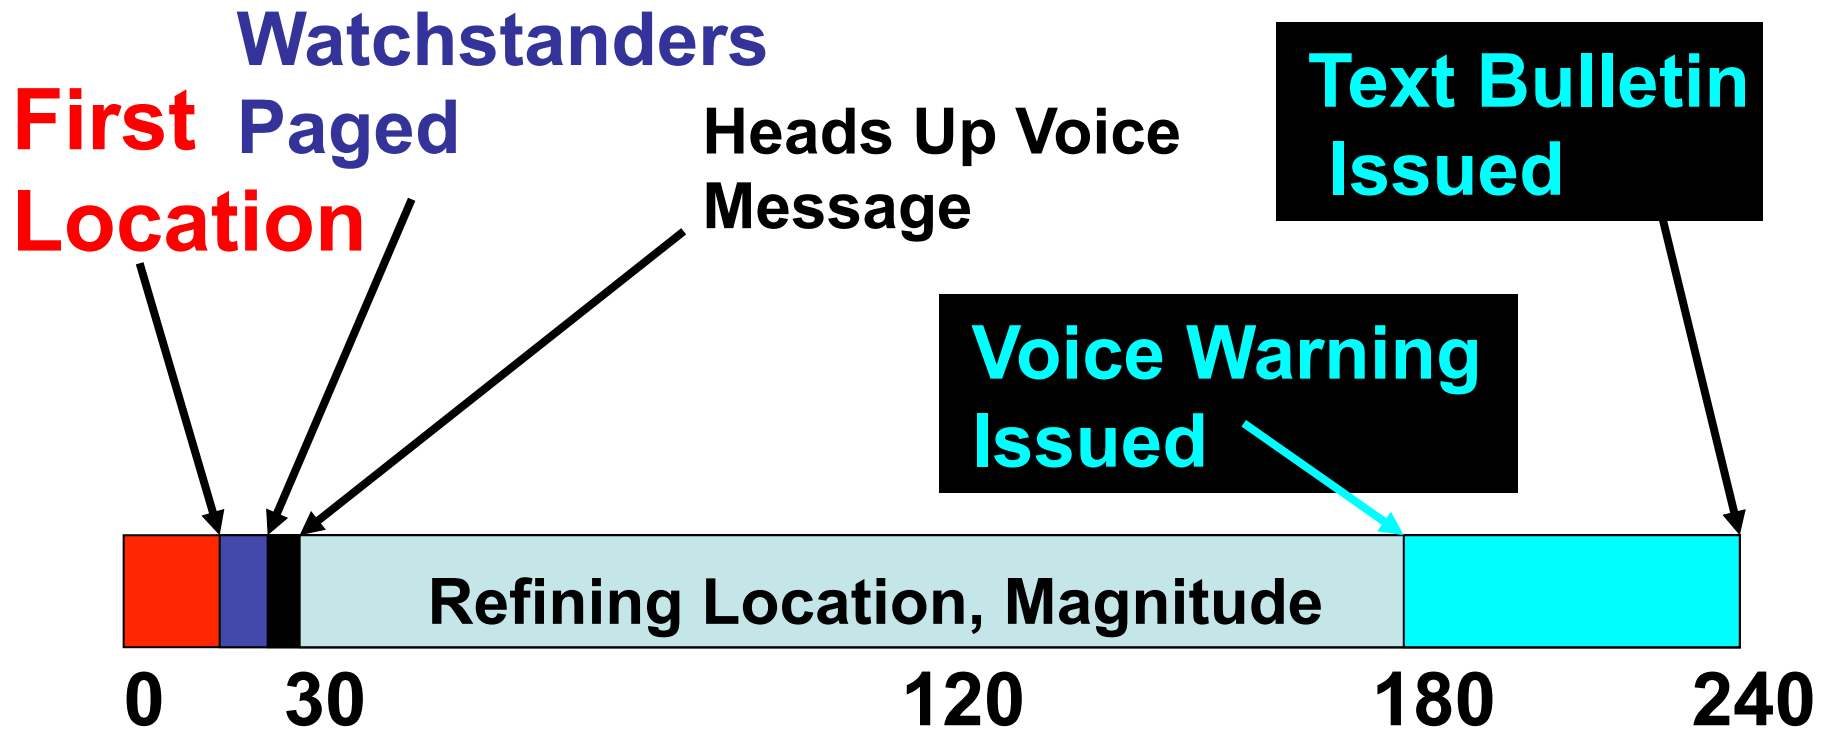 First
Location
Watchstanders
Paged
Heads Up Voice
Message
Text Bulletin
Issued
Voice Warning
Issued
Refining Location, Magnitude
0
30
120
180
240